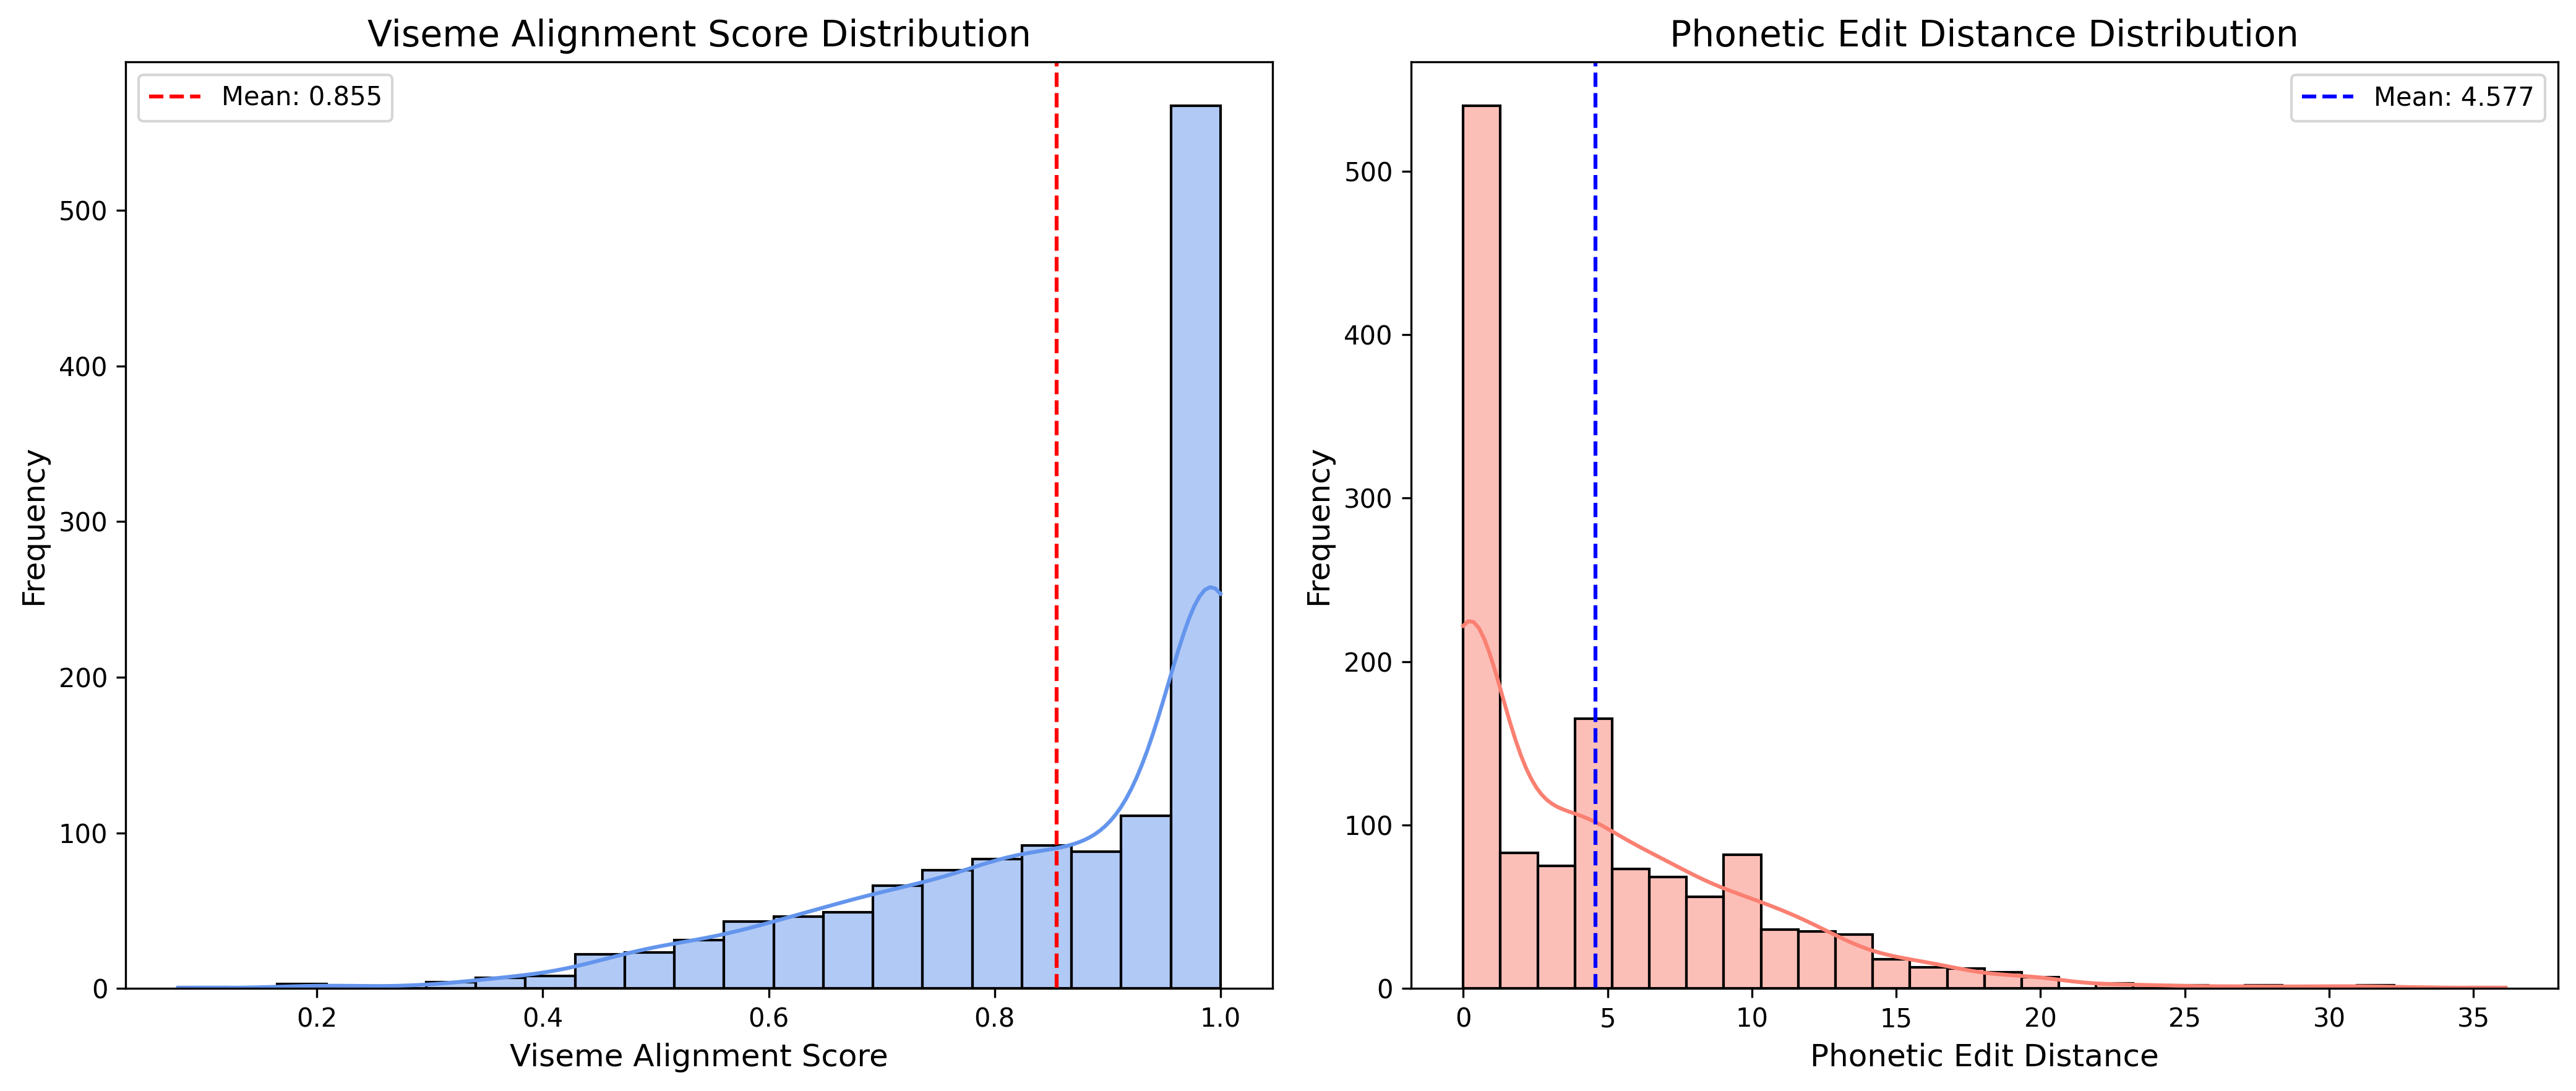 Viseme Alignment Score Distribution
Mean: 0.855
Frequency
500
400
300
200
100
0
0.2 0.4 0.6 0.8 1.0
Viseme Alignment Score
Phonetic Edit Distance Distribution
Mean: 4.577
Frequency
500
400
300
200
100
0
0 5 10 15 20 25 30 35
Phonetic Edit Distance